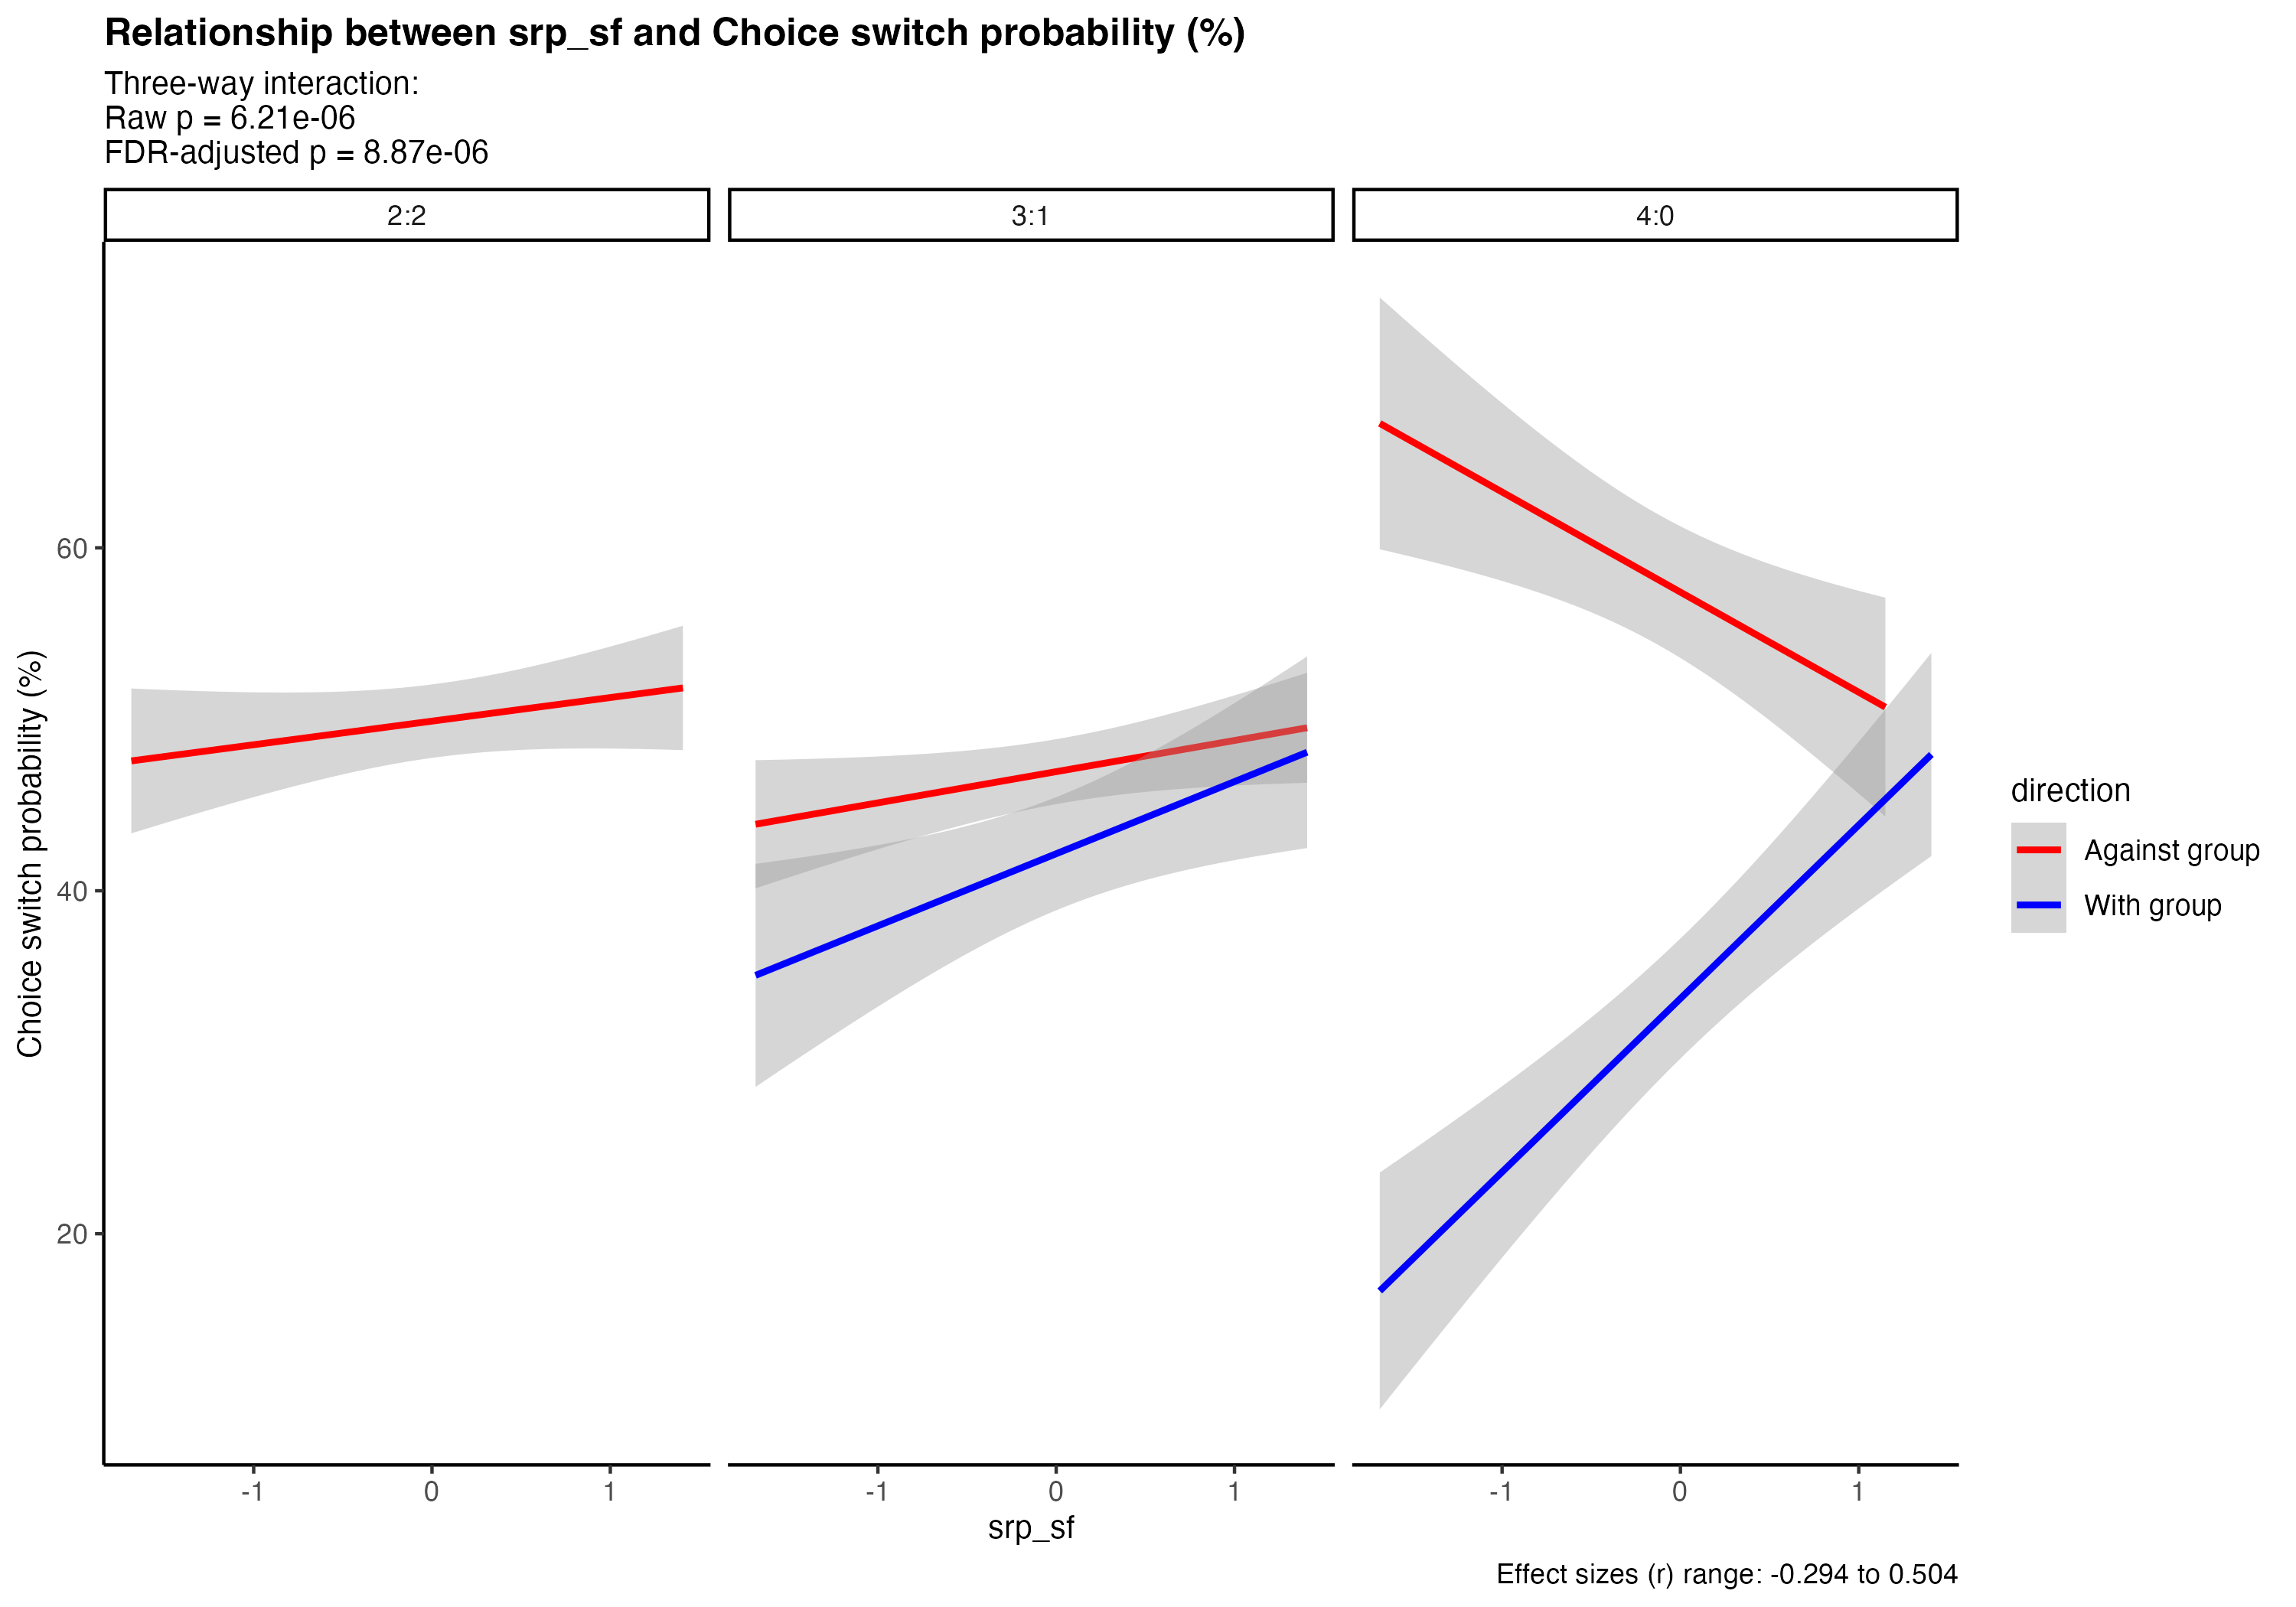 Relationship between srp_sf and Choice switch probability (%)
Three-way interaction:
Raw p = 6.21e-06
FDR-adjusted p = 8.87e-06
2:2
3:1
4:0
Choice switch probability (%)
60
40
20
-1 0 1
-1 0 1
-1 0 1
srp_sf
direction
Against group
With group
Effect sizes (r) range: -0.294 to 0.504